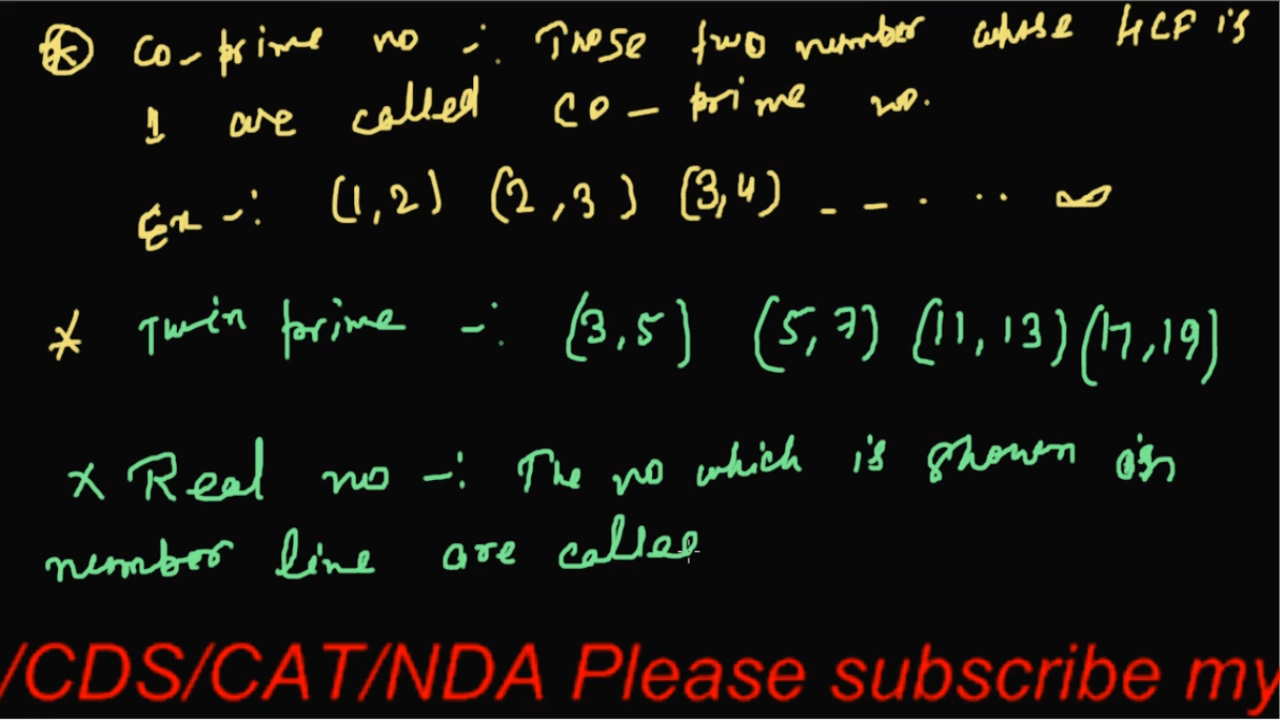 * Co-prime no -: Those two number whose HCF is
1 are called co-prime no.
Ex -: (1,2) (2,3) (3,4) - - . . . ∞
* Twin prime -: (3,5) (5,7) (11,13) (17,19)
x Real no -: The no which is shown on
number line are calle
/CDS/CAT/NDA Please subscribe my